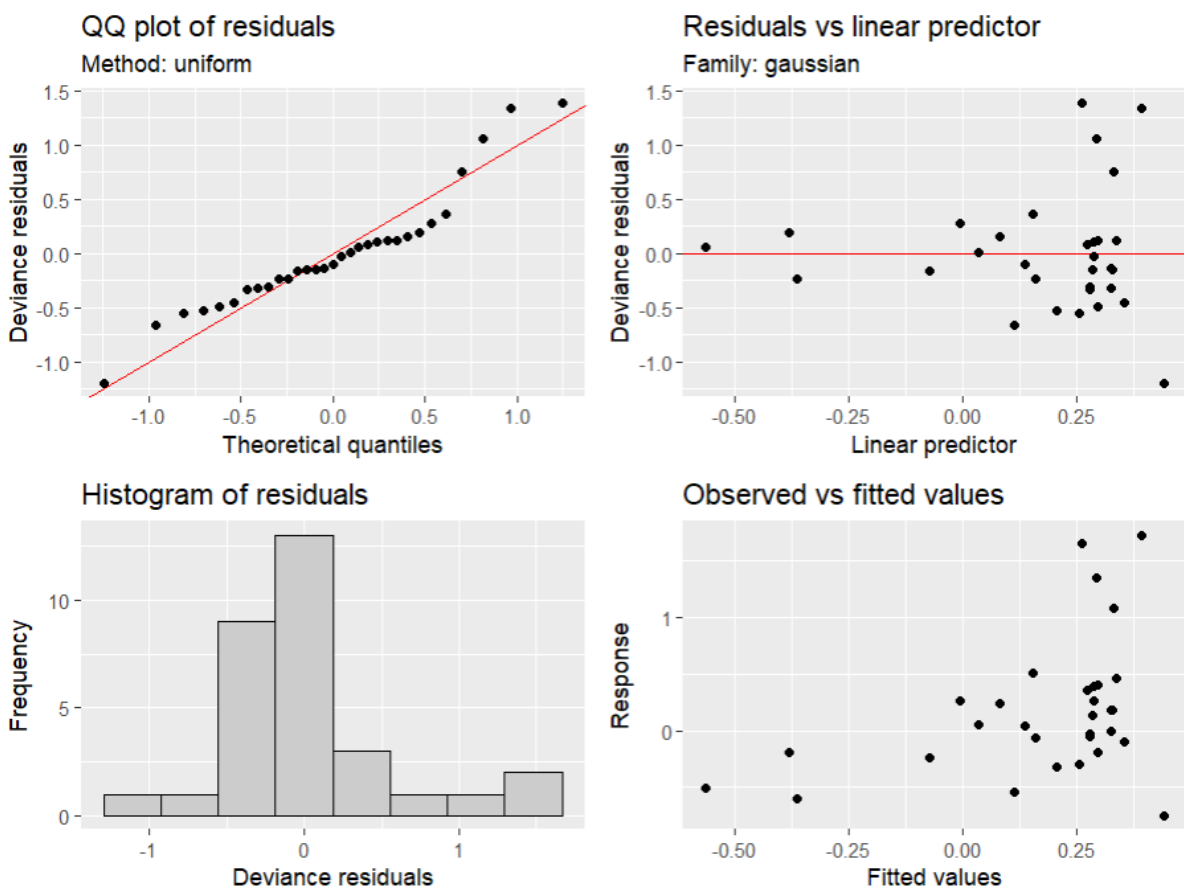 QQ plot of residuals
Method: uniform
1.5
1.0
0.5
0.0
-0.5
-1.0
Deviance residuals
-1.0
-0.5
0.0
0.5
1.0
Theoretical quantiles
Residuals vs linear predictor
Family: gaussian
1.5
1.0
0.5
0.0
-0.5
-1.0
Deviance residuals
-0.50
-0.25
0.00
0.25
Linear predictor
Histogram of residuals
10
5
0
Frequency
-1
0
1
Deviance residuals
Observed vs fitted values
1
0
Response
-0.50
-0.25
0.00
0.25
Fitted values